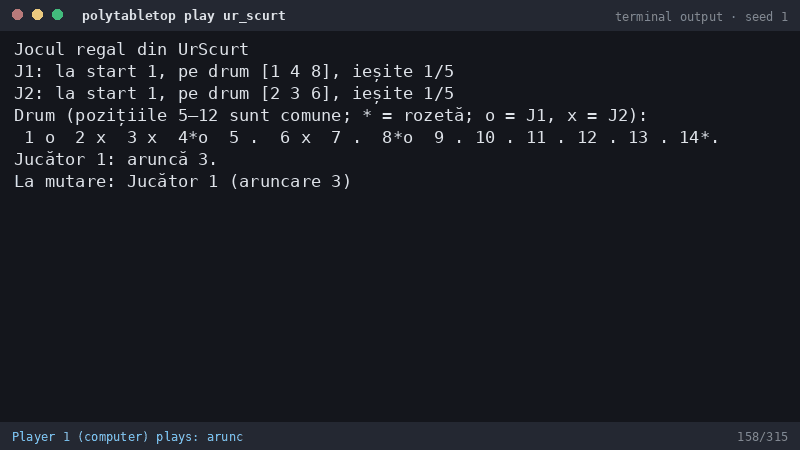 polytabletop play ur_scurt
terminal output · seed 1
Jocul regal din UrScurt
J1: la start 1, pe drum [1 4 8], ieșite 1/5
J2: la start 1, pe drum [2 3 6], ieșite 1/5
Drum (pozițiile 5–12 sunt comune; * = rozetă; o = J1, x = J2):
1 o  2 x  3 x  4*o  5 .  6 x  7 .  8*o  9 . 10 . 11 . 12 . 13 . 14*.
Jucător 1: aruncă 3.
La mutare: Jucător 1 (aruncare 3)
Player 1 (computer) plays: arunc
158/315